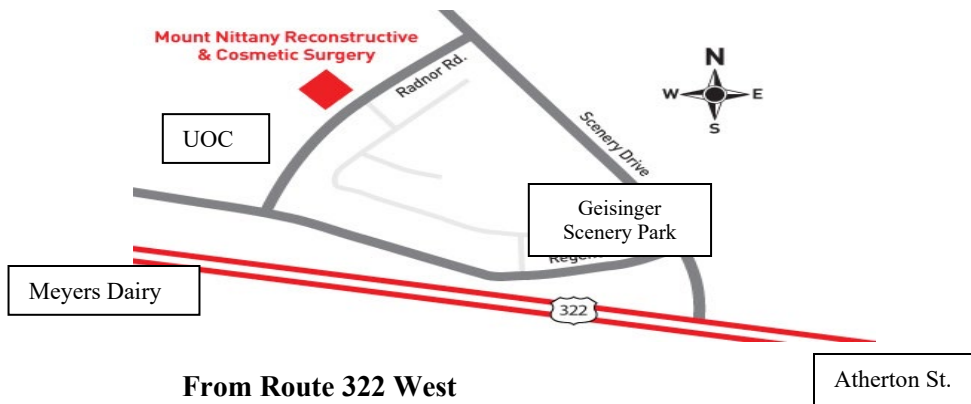 Mount Nittany Reconstructive
& Cosmetic Surgery
Radnor Rd.
N
W
E
S
UOC
Scenery Drive
Geisinger
Scenery Park
Meyers Dairy
322
From Route 322 West
Atherton St.